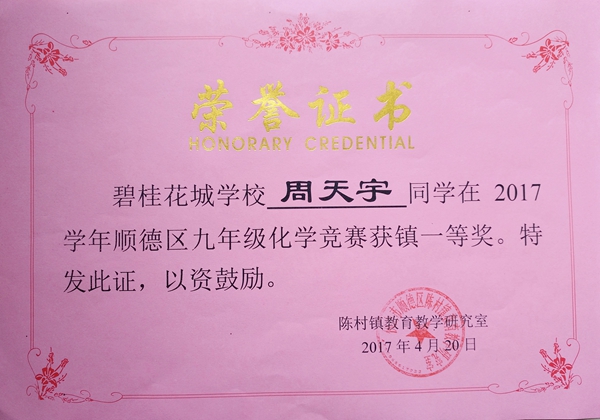 荣誉证书
HONORARY CREDENTIAL
碧桂花城学校 周天宇 同学在 2017
学年顺德区九年级化学竞赛获镇一等奖。特
发此证，以资鼓励。
陈村镇教育教学研究室
2017 年 4 月 20 日